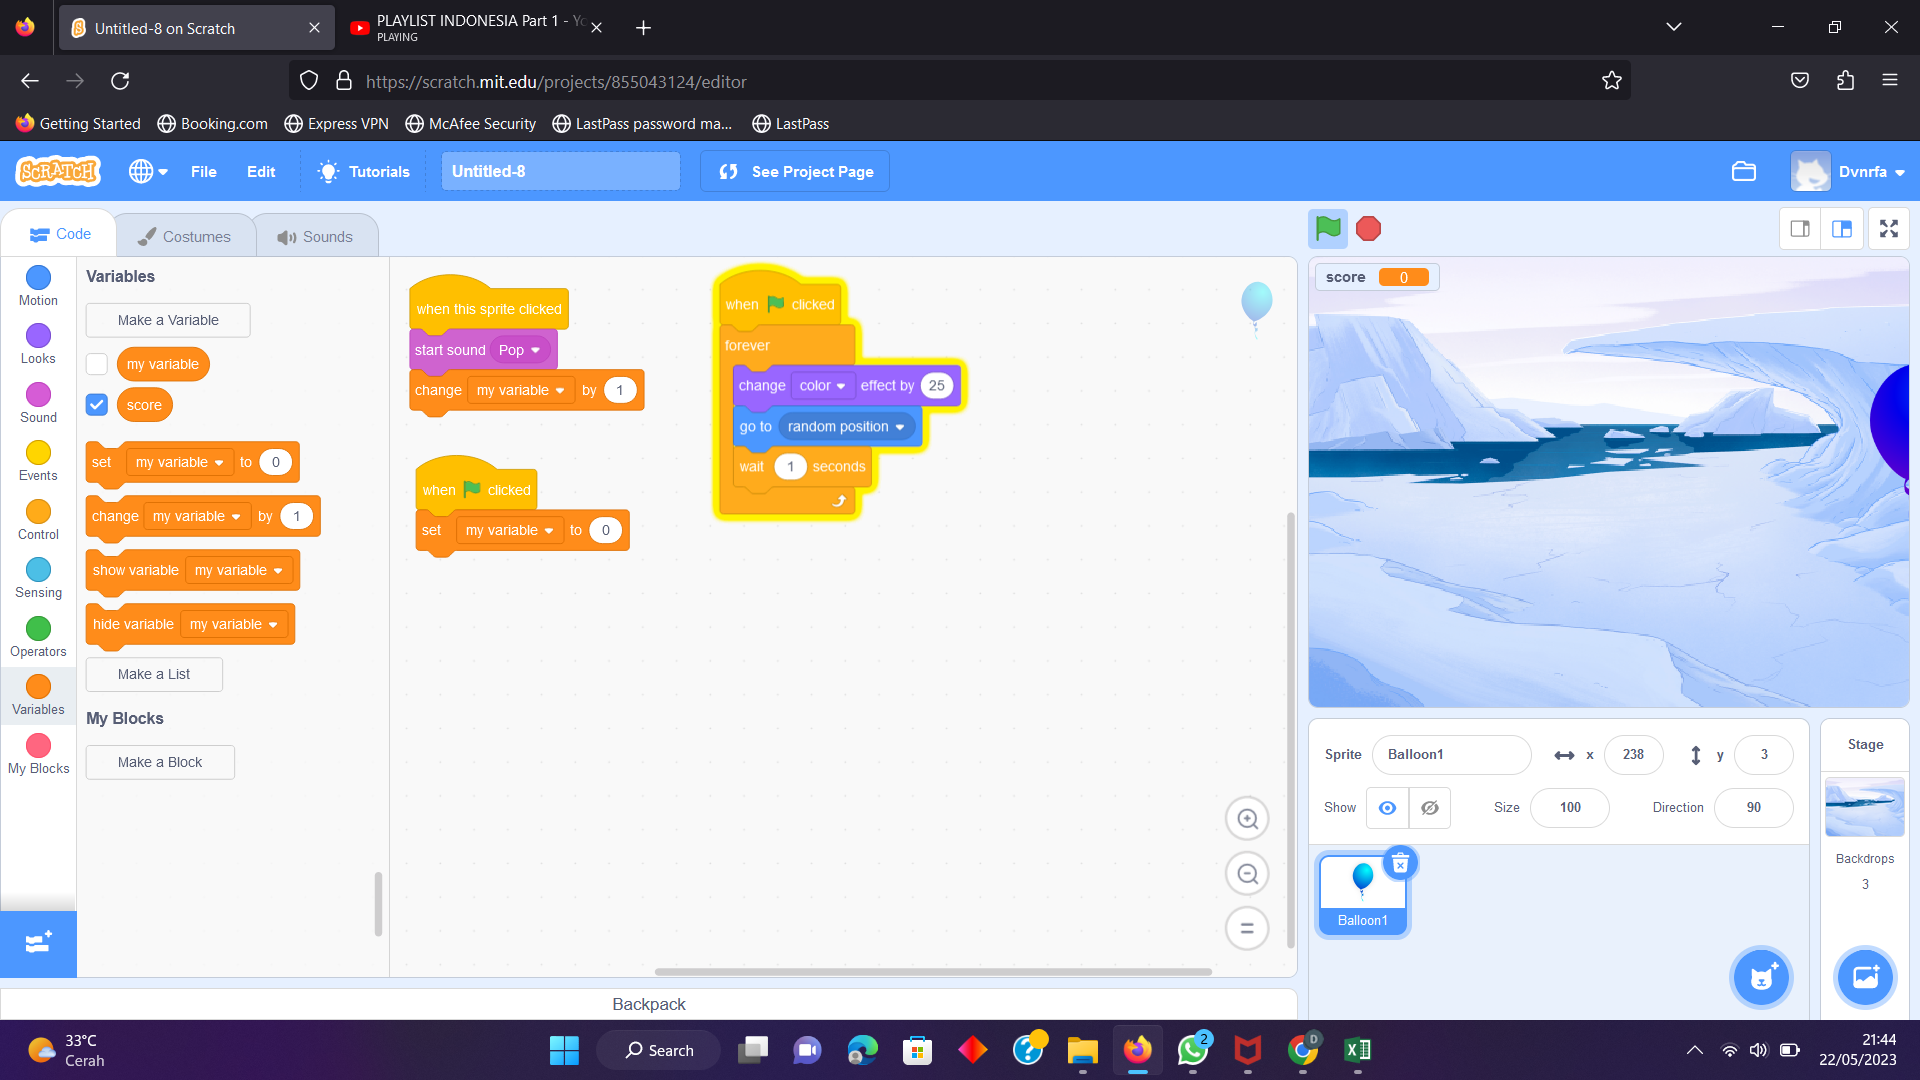 Untitled-8 on Scratch
PLAYLIST INDONESIA Part 1 - Yo
PLAYING
https://scratch.mit.edu/projects/855043124/editor
Getting Started
Booking.com
Express VPN
McAfee Security
LastPass password ma...
LastPass
SCRATCH
File
Edit
Tutorials
Untitled-8
See Project Page
Dvnrfa
Code
Costumes
Sounds
Motion
Looks
Sound
Events
Control
Sensing
Operators
Variables
My Blocks
Variables
Make a Variable
my variable
score
set my variable to 0
change my variable by 1
show variable my variable
hide variable my variable
Make a List
My Blocks
Make a Block
when this sprite clicked
start sound Pop
change my variable by 1
when clicked
set my variable to 0
when clicked
forever
change color effect by 25
go to random position
wait 1 seconds
score 0
Sprite Balloon1 x 238 y 3
Show Size 100 Direction 90
Balloon1
Stage
Backdrops
3
Backpack
33°C
Cerah
Search
2
D
21:44
22/05/2023